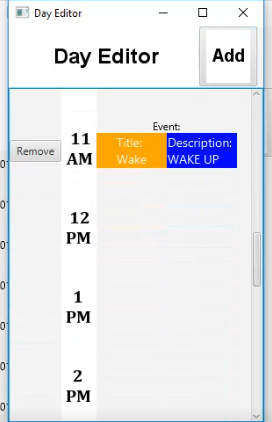 Day Editor
Day Editor
Add
Event:
Remove
11
AM
Title:
Wake
Description:
WAKE UP
12
PM
1
PM
2
PM